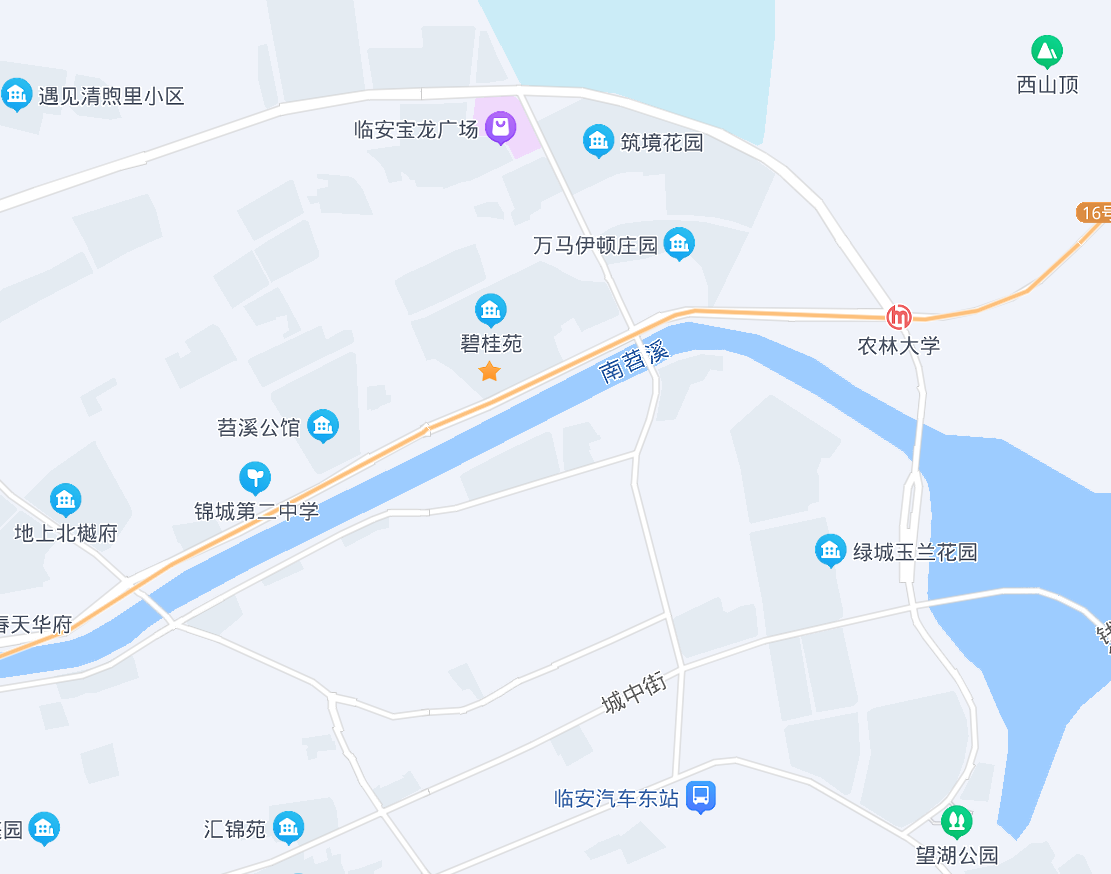 西山顶
遇见清煦里小区
临安宝龙广场
筑境花园
16号
万马伊顿庄园
碧桂苑
农林大学
南苕溪
苕溪公馆
锦城第二中学
地上北樾府
绿城玉兰花园
春天华府
城中街
临安汽车东站
园
汇锦苑
望湖公园